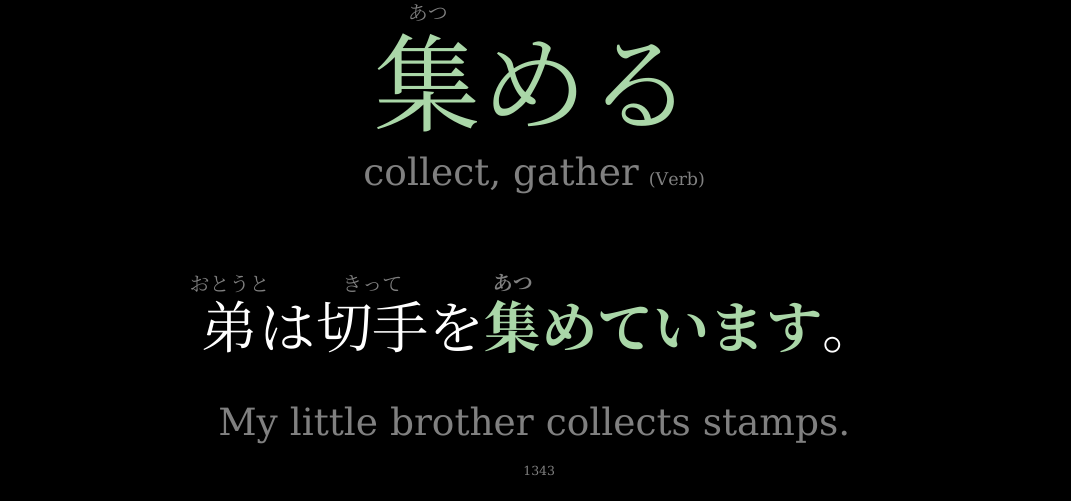 あつ
集める
collect, gather (Verb)
おとうと きって あつ
弟は切手を集めています。
My little brother collects stamps.
1343